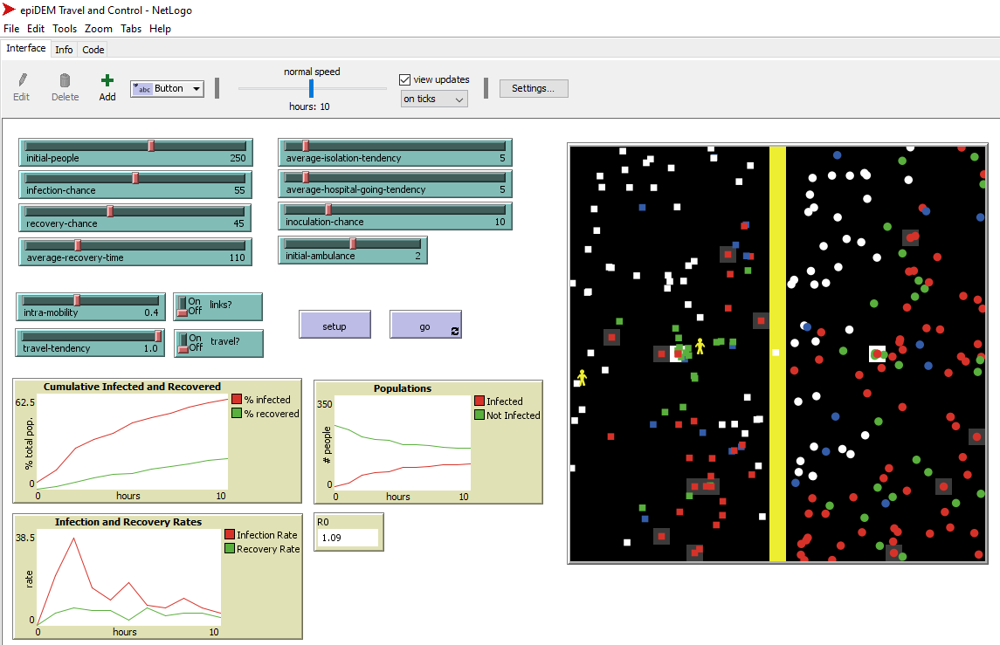 epiDEM Travel and Control - NetLogo
File Edit Tools Zoom Tabs Help
Interface Info Code
Edit Delete Add abc Button
normal speed
hours: 10
view updates
on ticks
Settings...
initial-people 250
infection-chance 55
recovery-chance 45
average-recovery-time 110
average-isolation-tendency 5
average-hospital-going-tendency 5
inoculation-chance 10
initial-ambulance 2
intra-mobility 0.4
On
Off
links?
travel-tendency 1.0
On
Off
travel?
setup
go
Cumulative Infected and Recovered
62.5
% total pop.
0
0 hours 10
% infected
% recovered
Populations
350
# people
0
0 hours 10
Infected
Not Infected
Infection and Recovery Rates
38.5
rate
0
0 hours 10
Infection Rate
Recovery Rate
R0
1.09